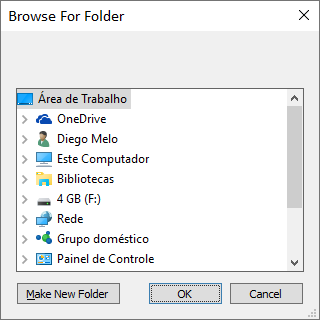 Browse For Folder
Área de Trabalho
OneDrive
Diego Melo
Este Computador
Bibliotecas
4 GB (F:)
Rede
Grupo doméstico
Painel de Controle
Make New Folder
OK
Cancel